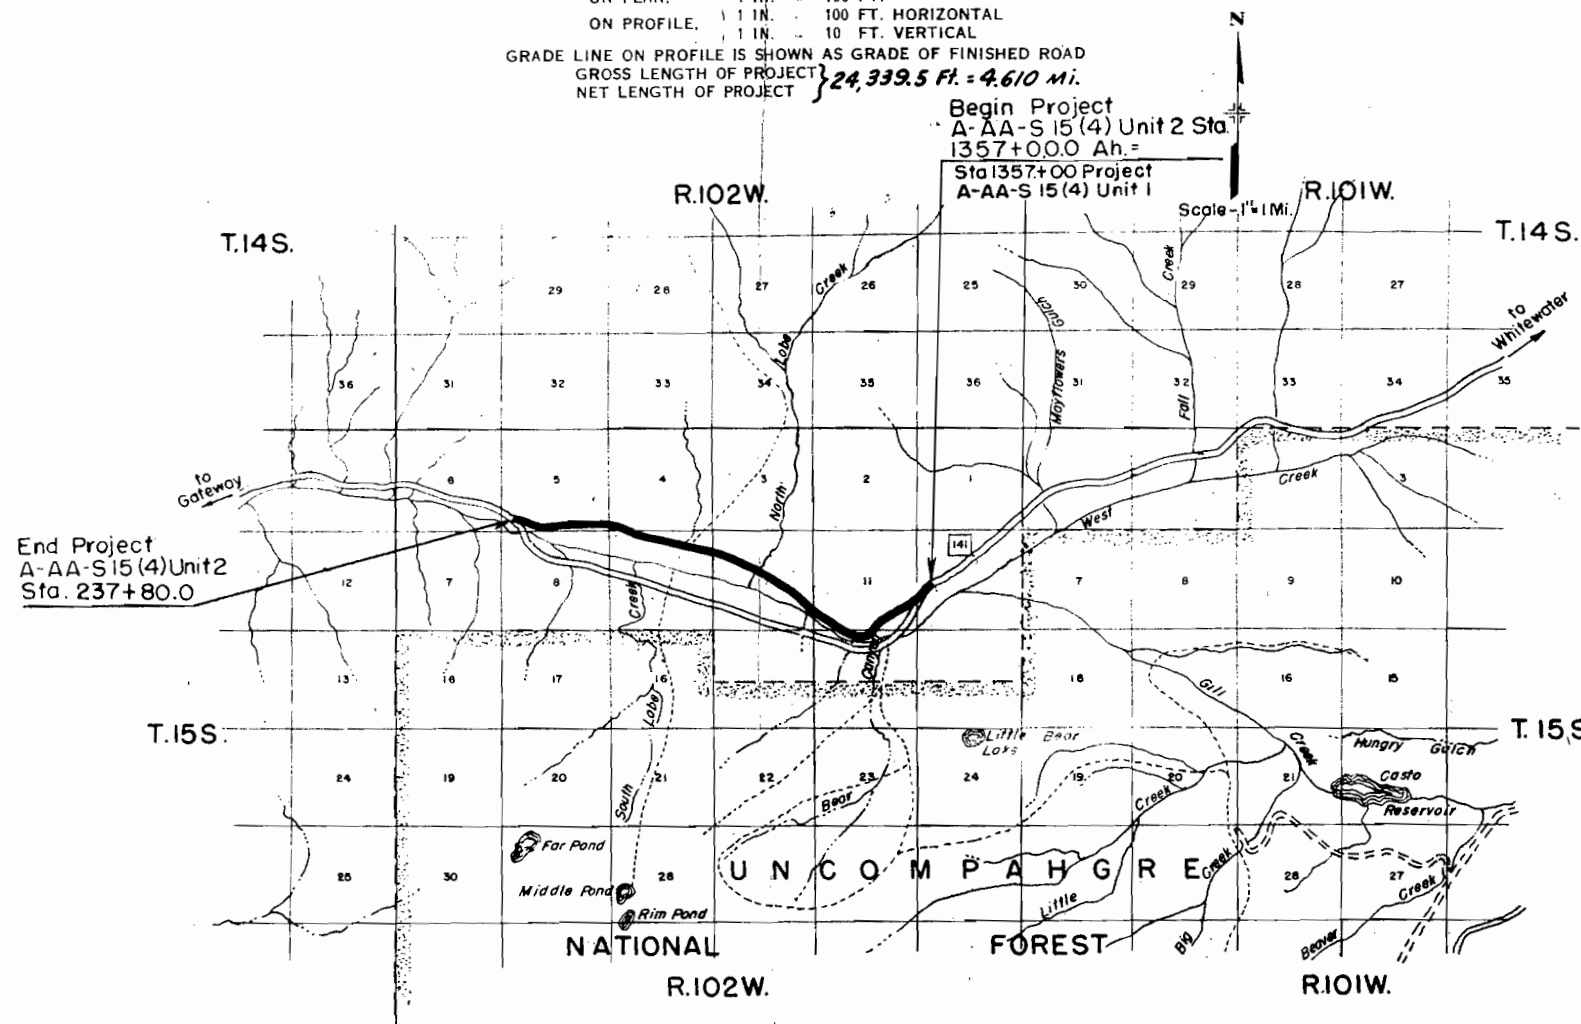 ON PROFILE, 1 IN. - 100 FT. HORIZONTAL
1 IN. - 10 FT. VERTICAL
GRADE LINE ON PROFILE IS SHOWN AS GRADE OF FINISHED ROAD
GROSS LENGTH OF PROJECT
NET LENGTH OF PROJECT } 24,339.5 Ft. = 4.610 Mi.
N
Begin Project
A-AA-S 15(4) Unit 2 Sta.
1357+00.0 Ah.=
Sta 1357+00 Project
A-AA-S 15(4) Unit 1
R.102W.
R.101W.
Scale-1"=1Mi.
T.14S.
T.14S.
29 28 27 26 25 30 29 28 27
Creek
Creek
Gulch
to
Whitewater
Lobe
36 31 32 33 34 35 36 31 32 33 34 35
Mayflowers
Fall
to
Gateway
6 5 4 3 2 1 3
North
Creek
West
141
End Project
A-AA-S15(4)Unit2
Sta. 237+80.0
12 7 8 11 7 8 9 10
Creek
Canyon
13 18 17 16 18 16 15
Gill
Lobe
T.15S.
T.15S
Little Bear
Lake
Creek
Hungry Gulch
24 19 20 21 22 23 24 19 20 21
Casto
Reservoir
South
Bear
Creek
Far Pond
25 30 28 28 27
UNCOMPAHGRE
Creek
Creek
Middle Pond
Little
Rim Pond
Big
Beaver
NATIONAL FOREST
R.102W.
R.101W.